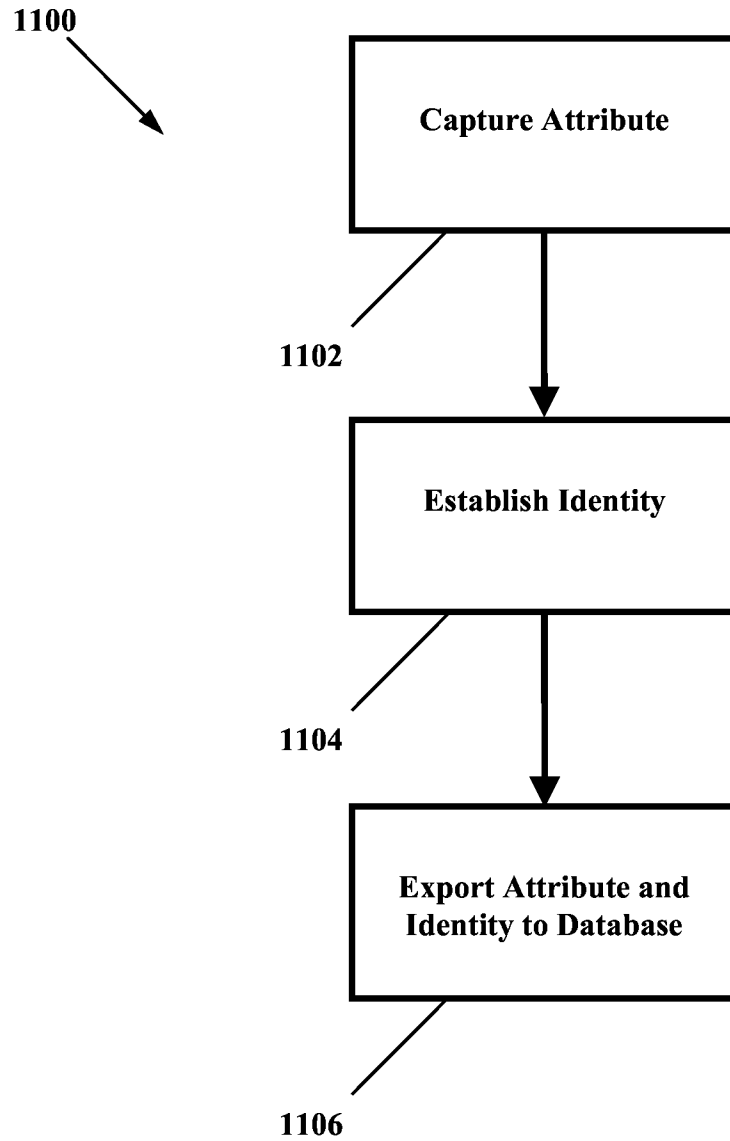 1100
Capture Attribute
1102
Establish Identity
1104
Export Attribute and
Identity to Database
1106